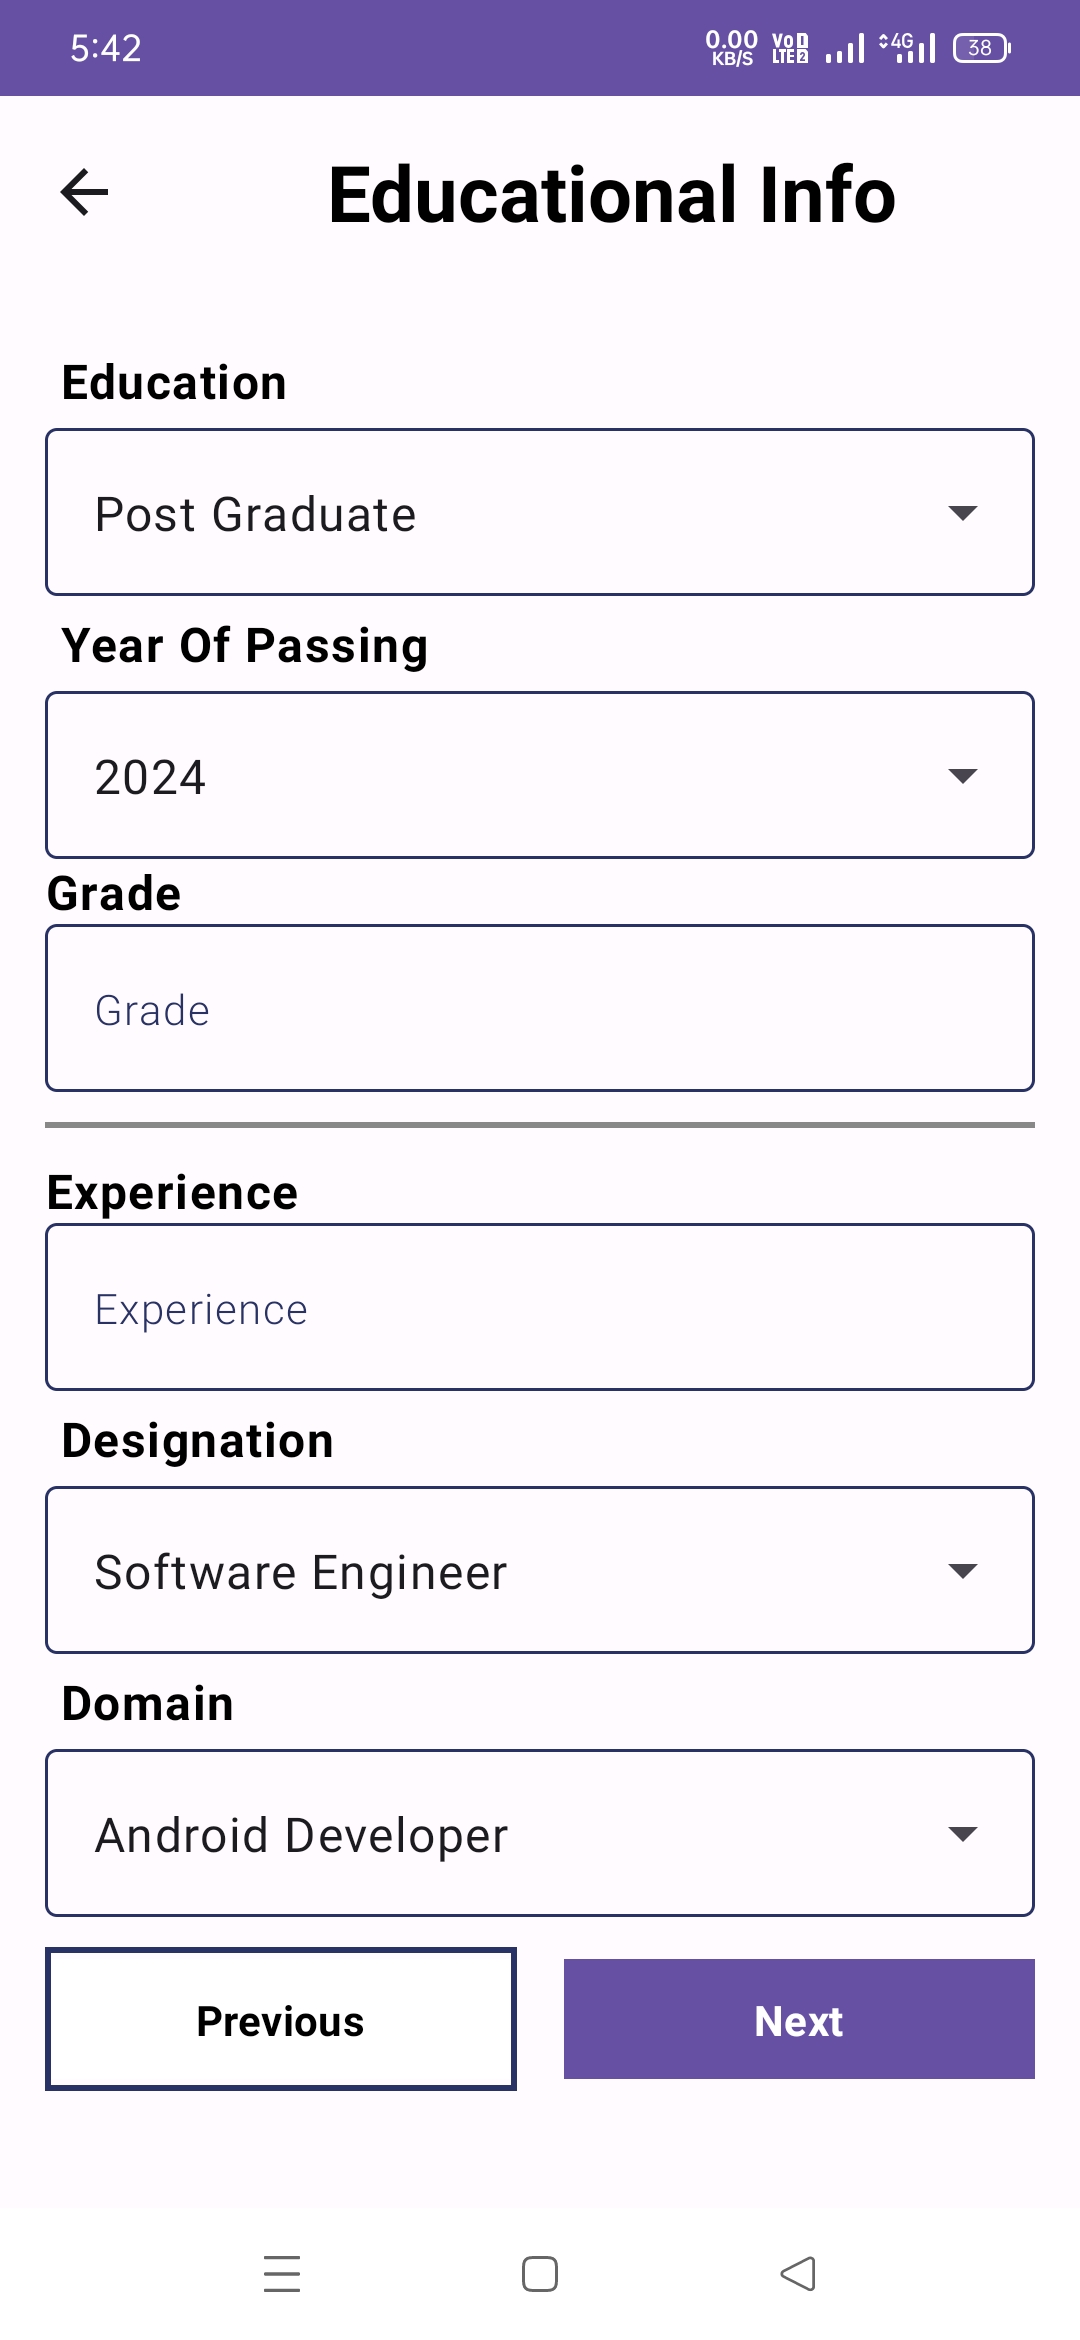 5:42 0.00 KB/S Vo 1 LTE 2 4G 38
Educational Info
Education
Post Graduate
Year Of Passing
2024
Grade
Grade
Experience
Experience
Designation
Software Engineer
Domain
Android Developer
Previous Next